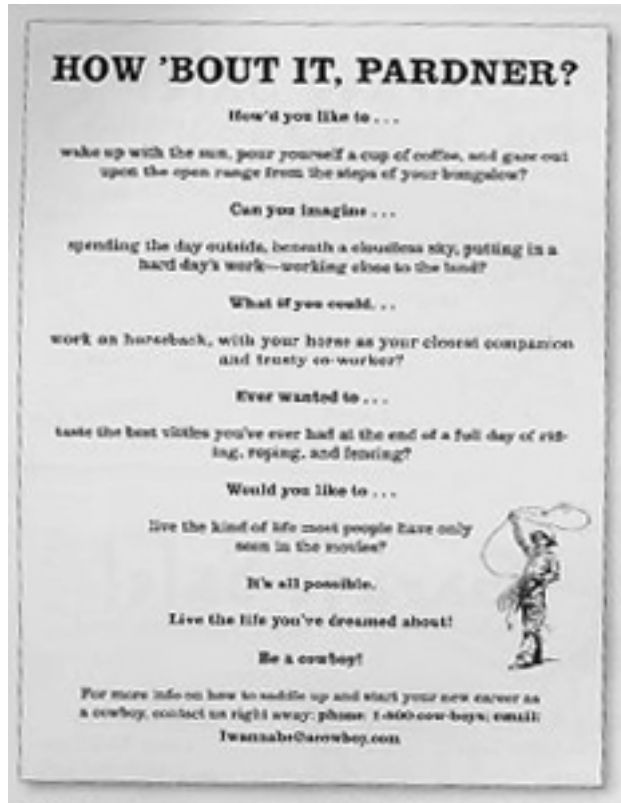 HOW 'BOUT IT, PARDNER?
How'd you like to . . .
wake up with the sun, pour yourself a cup of coffee, and gaze out
upon the open range from the steps of your bungalow?
Can you imagine . . .
spending the day outside, beneath a cloudless sky, putting in a
hard day's work—working close to the land?
What if you could. . .
work on horseback, with your horse as your closest companion
and trusty co-worker?
Ever wanted to . . .
taste the best vittles you've ever had at the end of a full day of rid-
ing, roping, and fencing?
Would you like to . . .
live the kind of life most people have only
seen in the movies?
It's all possible.
Live the life you've dreamed about!
Be a cowboy!
For more info on how to saddle up and start your new career as
a cowboy, contact us right away: phone: 1-800-cow-boys; email:
Iwannabe@acowboy.com